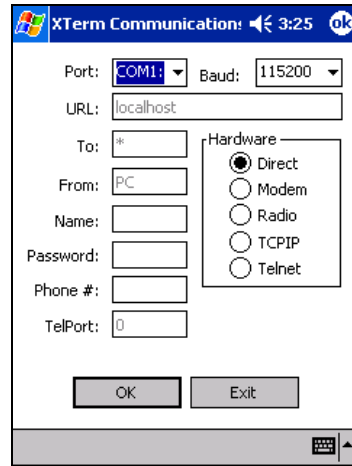 XTerm Communications 3:25 ok
Port: COM1: Baud: 115200
URL: localhost
To: *
Hardware
Direct
From: PC
Modem
Name:
Radio
TCPIP
Password:
Telnet
Phone #:
TelPort: 0
OK Exit